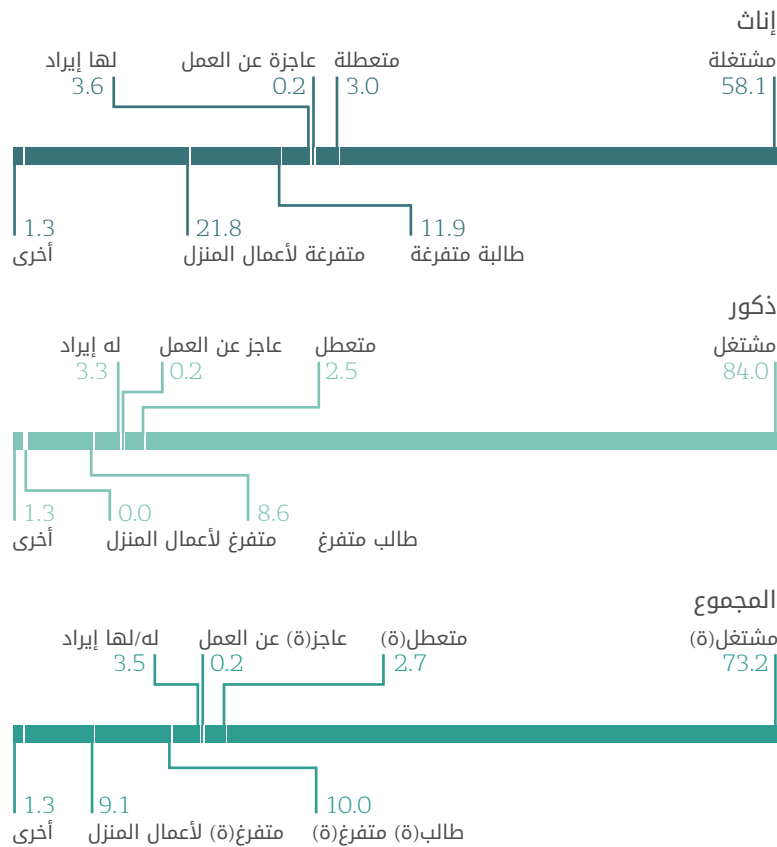 إناث
مشتغلة متعطلة عاجزة عن العمل لها إيراد
58.1 3.0 0.2 3.6
11.9 21.8 1.3
طالبة متفرغة متفرغة لأعمال المنزل أخرى
ذكور
مشتغل متعطل عاجز عن العمل له إيراد
84.0 2.5 0.2 3.3
8.6 0.0 1.3
طالب متفرغ متفرغ لأعمال المنزل أخرى
المجموع
مشتغل(ة) متعطل(ة) عاجز(ة) عن العمل له/لها إيراد
73.2 2.7 0.2 3.5
10.0 9.1 1.3
طالب(ة) متفرغ(ة) متفرغ(ة) لأعمال المنزل أخرى